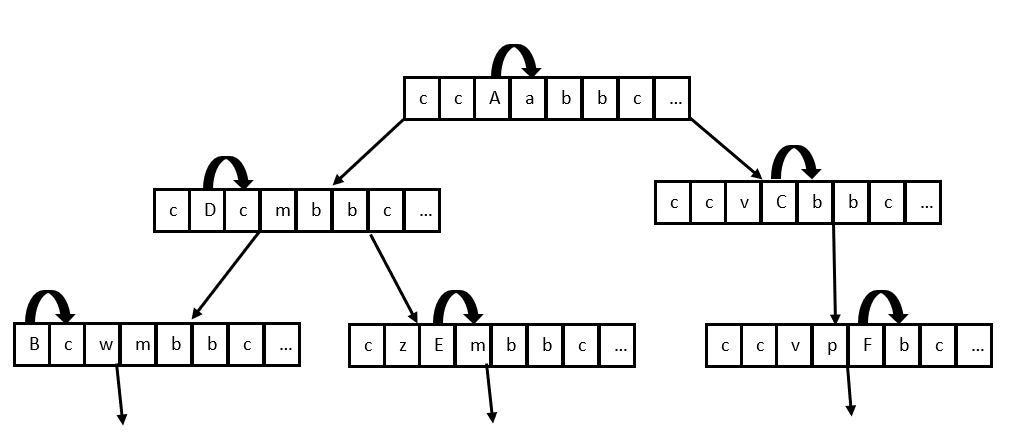 c c A a b b c ...
c D c m b b c ...
c c v C b b c ...
B c w m b b c ...
c z E m b b c ...
c c v p F b c ...